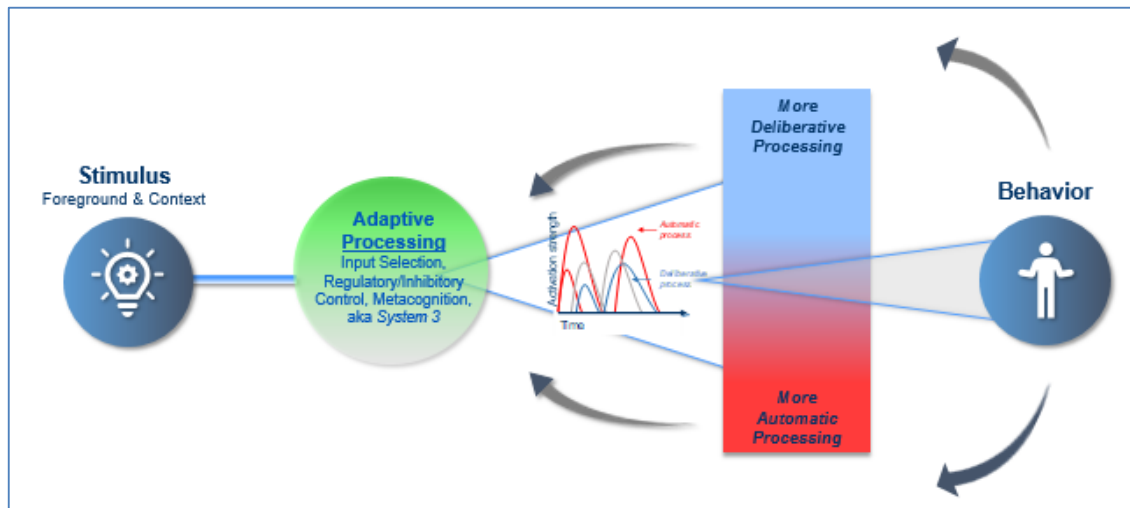 Stimulus
Foreground & Context
Adaptive
Processing
Input Selection,
Regulatory/Inhibitory
Control, Metacognition,
aka System 3
Activation strength
Time
Automatic
process
Deliberative
process
More
Deliberative
Processing
More
Automatic
Processing
Behavior